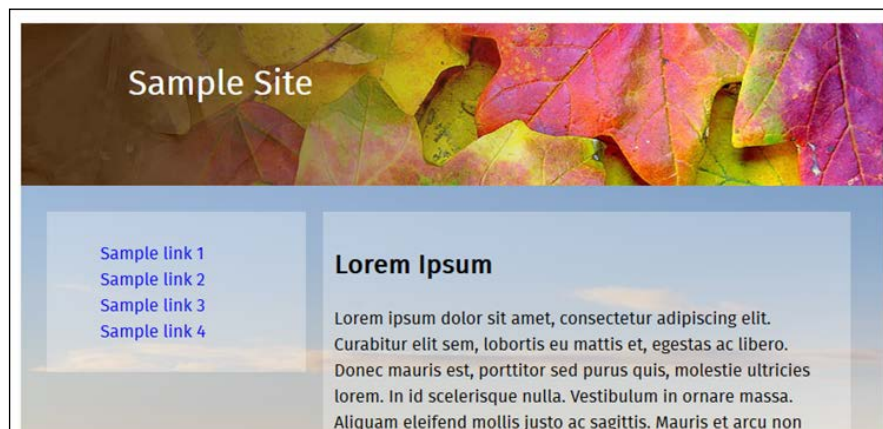 Sample Site
Sample link 1
Sample link 2
Sample link 3
Sample link 4
Lorem Ipsum
Lorem ipsum dolor sit amet, consectetur adipiscing elit.
Curabitur elit sem, lobortis eu mattis et, egestas ac libero.
Donec mauris est, porttitor sed purus quis, molestie ultricies
lorem. In id scelerisque nulla. Vestibulum in ornare massa.
Aliquam eleifend mollis justo ac sagittis. Mauris et arcu non